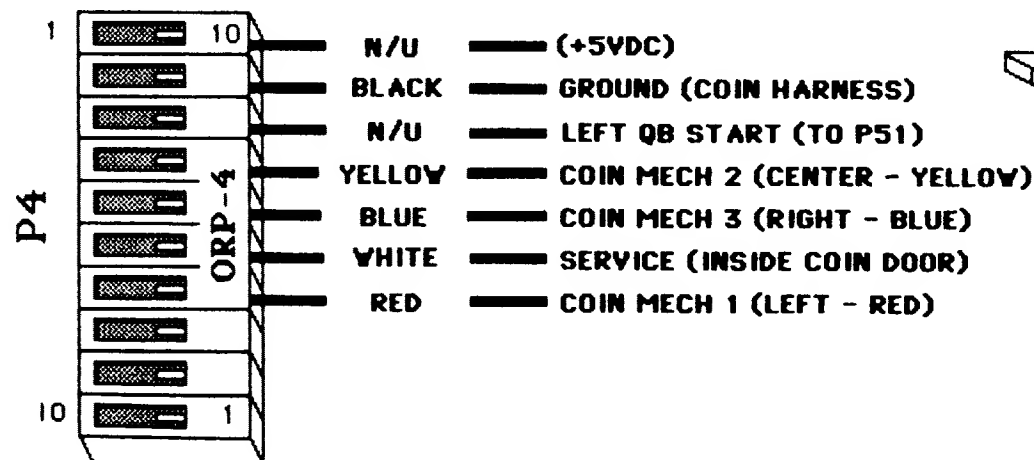 1 10 N/U (+5VDC)
BLACK GROUND (COIN HARNESS)
N/U LEFT QB START (TO P51)
YELLOW COIN MECH 2 (CENTER - YELLOW)
BLUE COIN MECH 3 (RIGHT - BLUE)
WHITE SERVICE (INSIDE COIN DOOR)
RED COIN MECH 1 (LEFT - RED)
P4
ORP-4
10 1